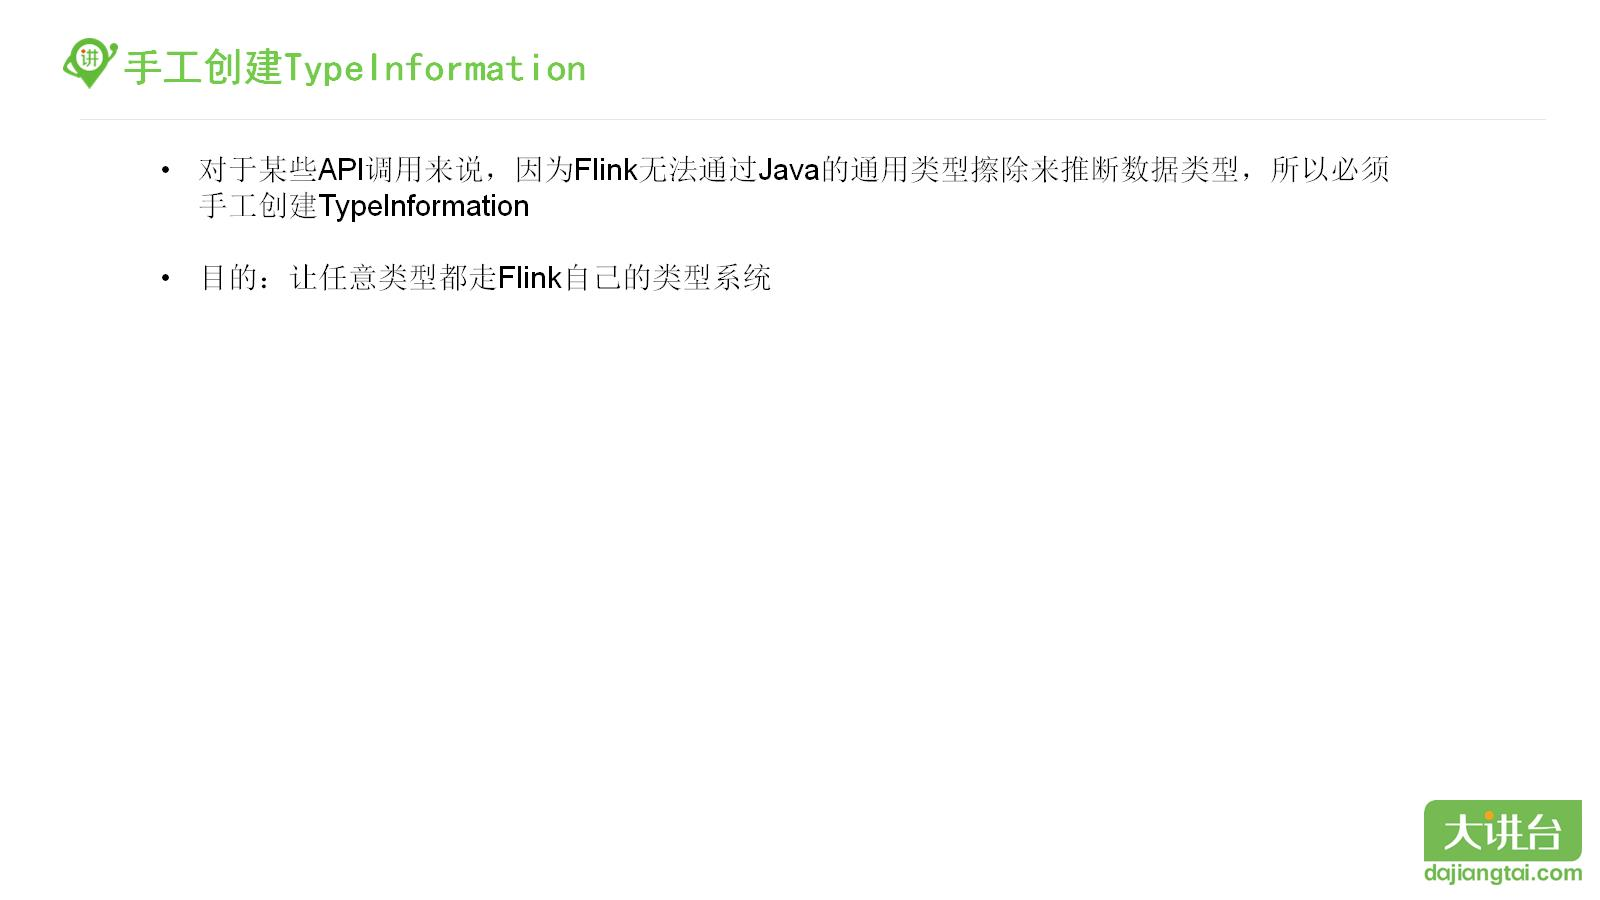 讲
手工创建TypeInformation
• 对于某些API调用来说，因为Flink无法通过Java的通用类型擦除来推断数据类型，所以必须
手工创建TypeInformation
• 目的：让任意类型都走Flink自己的类型系统
大讲台
dajiangtai.com